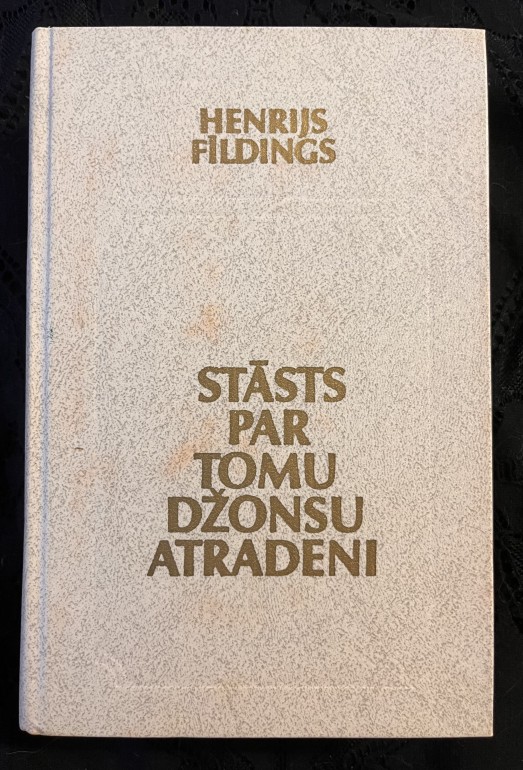 HENRIJS
FĪLDINGS
STĀSTS
PAR
TOMU
DŽONSU
ATRADENI